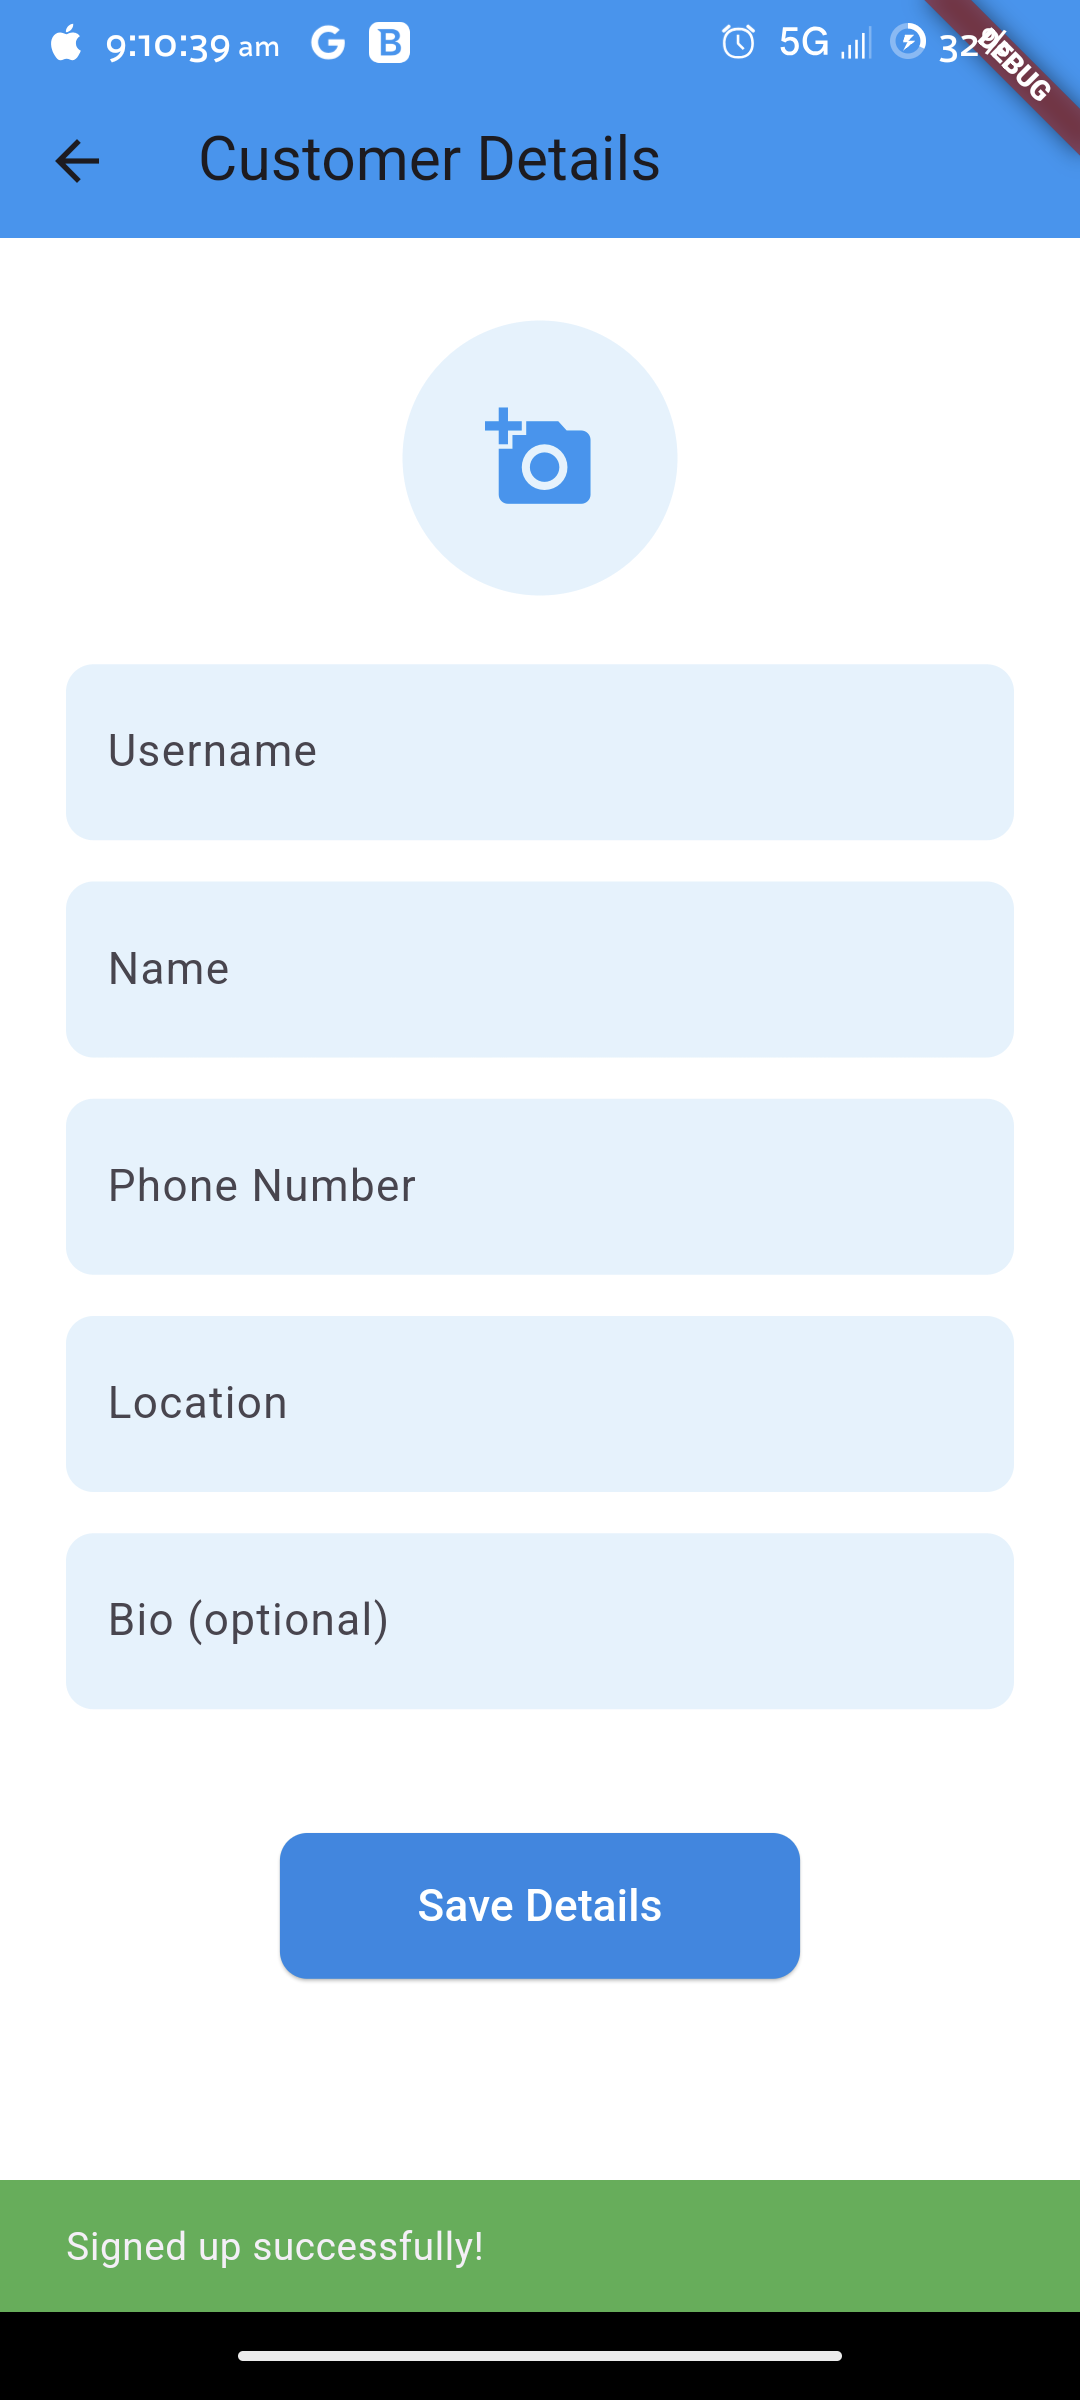 9:10:39 am G B 5G 32%
DEBUG
Customer Details
Username
Name
Phone Number
Location
Bio (optional)
Save Details
Signed up successfully!